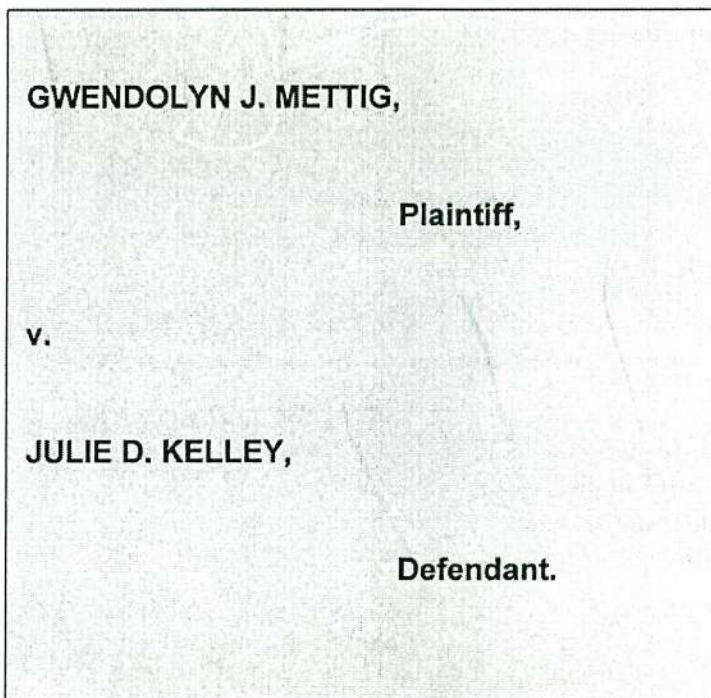 GWENDOLYN J. METTIG,
Plaintiff,
v.
JULIE D. KELLEY,
Defendant.